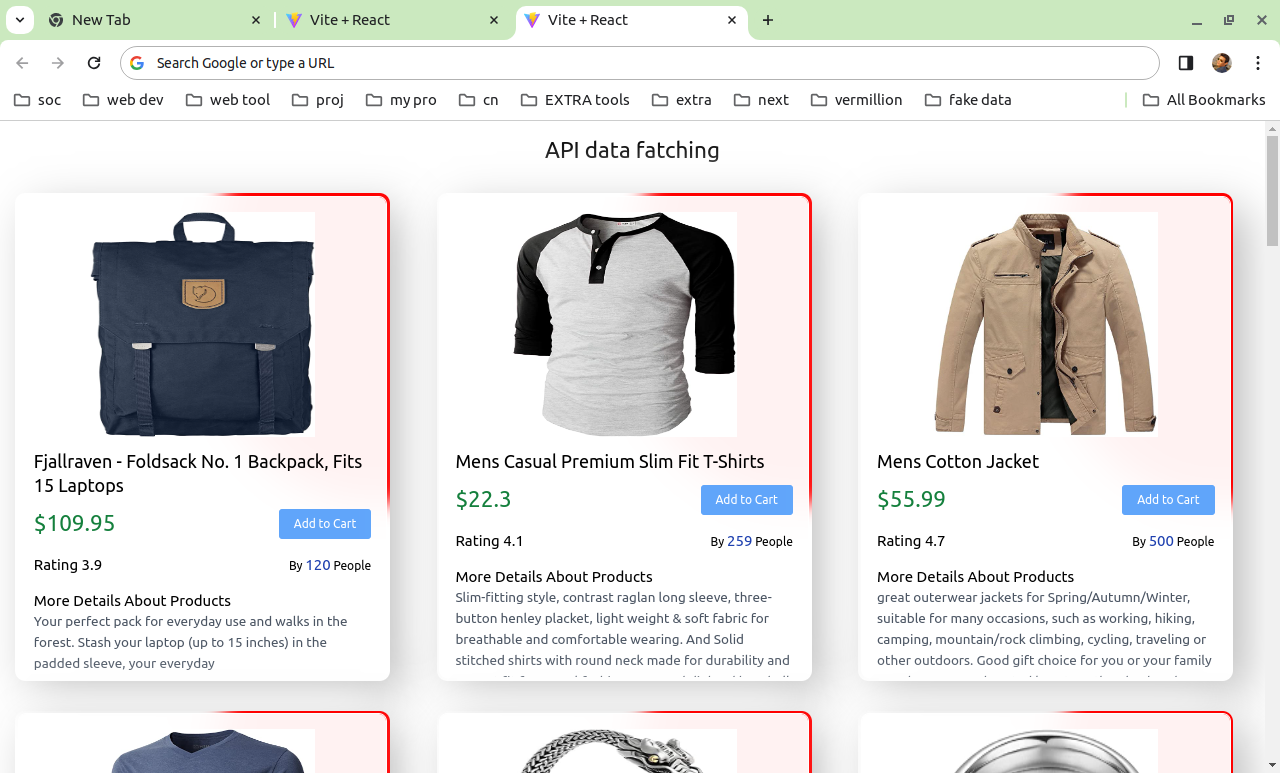 New Tab
Vite + React
Vite + React
Search Google or type a URL
soc
web dev
web tool
proj
my pro
cn
EXTRA tools
extra
next
vermillion
fake data
All Bookmarks
API data fatching
Fjallraven - Foldsack No. 1 Backpack, Fits
15 Laptops
$109.95
Add to Cart
Rating 3.9
By 120 People
More Details About Products
Your perfect pack for everyday use and walks in the
forest. Stash your laptop (up to 15 inches) in the
padded sleeve, your everyday
Mens Casual Premium Slim Fit T-Shirts
$22.3
Add to Cart
Rating 4.1
By 259 People
More Details About Products
Slim-fitting style, contrast raglan long sleeve, three-
button henley placket, light weight & soft fabric for
breathable and comfortable wearing. And Solid
stitched shirts with round neck made for durability and
Mens Cotton Jacket
$55.99
Add to Cart
Rating 4.7
By 500 People
More Details About Products
great outerwear jackets for Spring/Autumn/Winter,
suitable for many occasions, such as working, hiking,
camping, mountain/rock climbing, cycling, traveling or
other outdoors. Good gift choice for you or your family